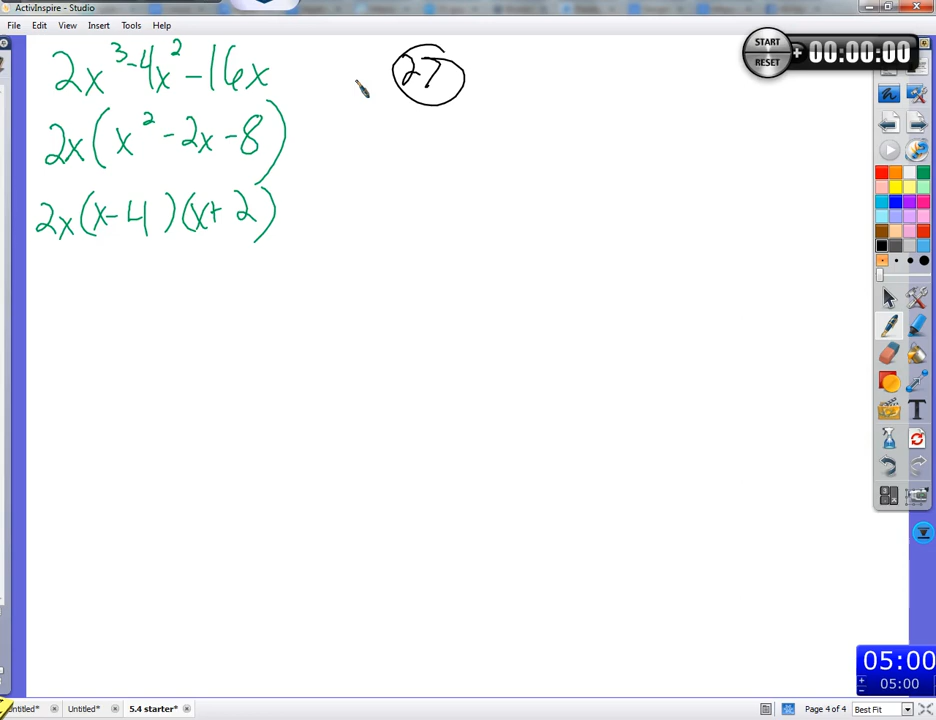 ActivInspire - Studio
File Edit View Insert Tools Help
START
RESET
+ 00:00:00
2x³-4x²-16x
27
2x(x²-2x-8)
2x(x-4)(x+2)
T
05:00
05:00
ntitled* Untitled* 5.4 starter*
Page 4 of 4 Best Fit